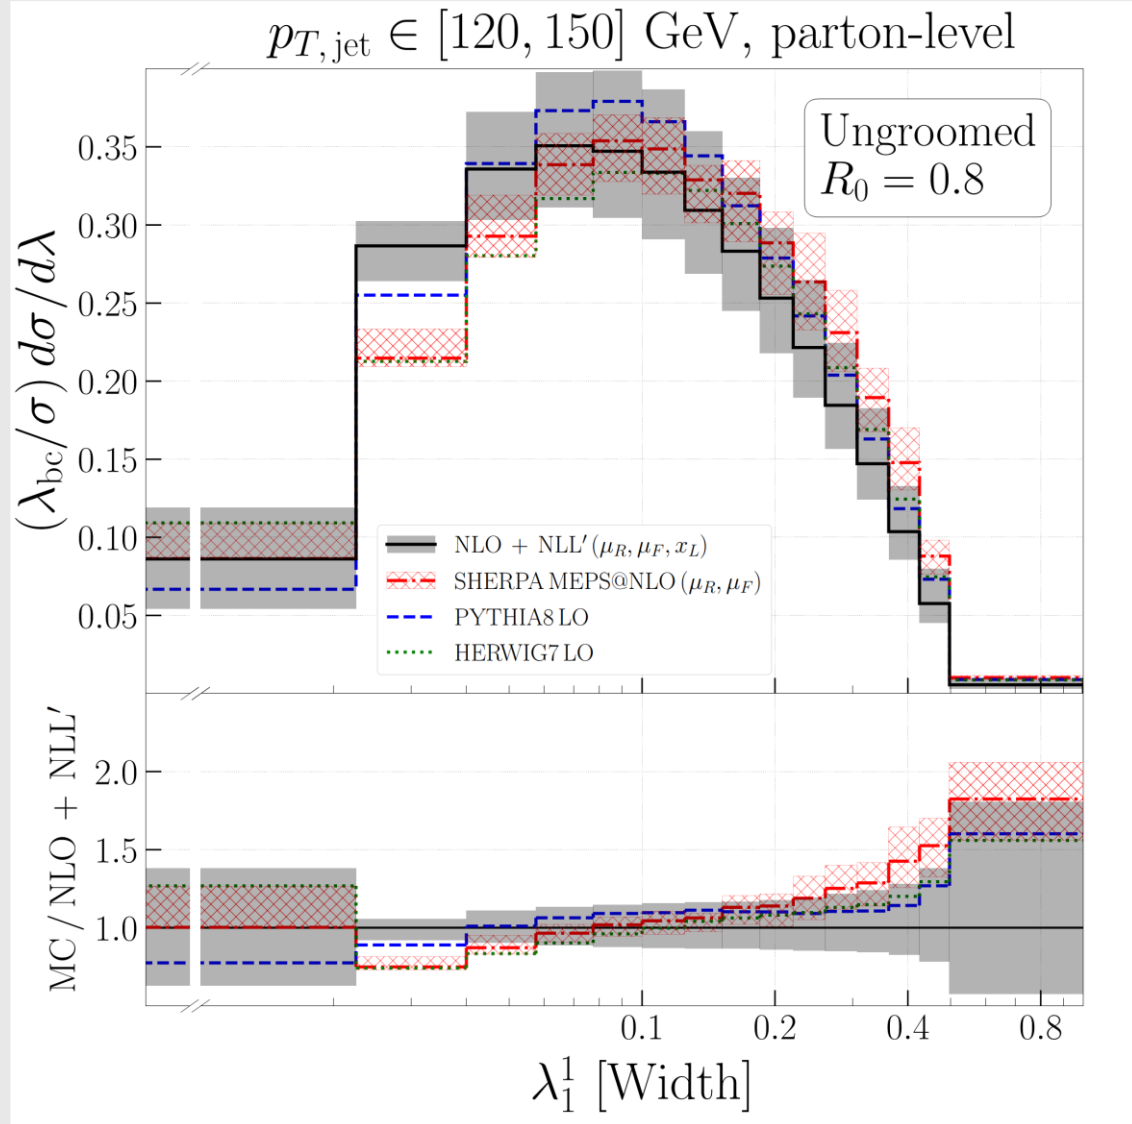 p_{T, jet} ∈ [120, 150] GeV, parton-level
(λ_bc/σ) dσ/dλ
0.35
0.30
0.25
0.20
0.15
0.10
0.05
Ungroomed
R_0 = 0.8
NLO + NLL′ (μ_R, μ_F, x_L)
SHERPA MEPS@NLO (μ_R, μ_F)
PYTHIA8 LO
HERWIG7 LO
MC / NLO + NLL′
2.0
1.5
1.0
0.1 0.2 0.4 0.8
λ^1_1 [Width]